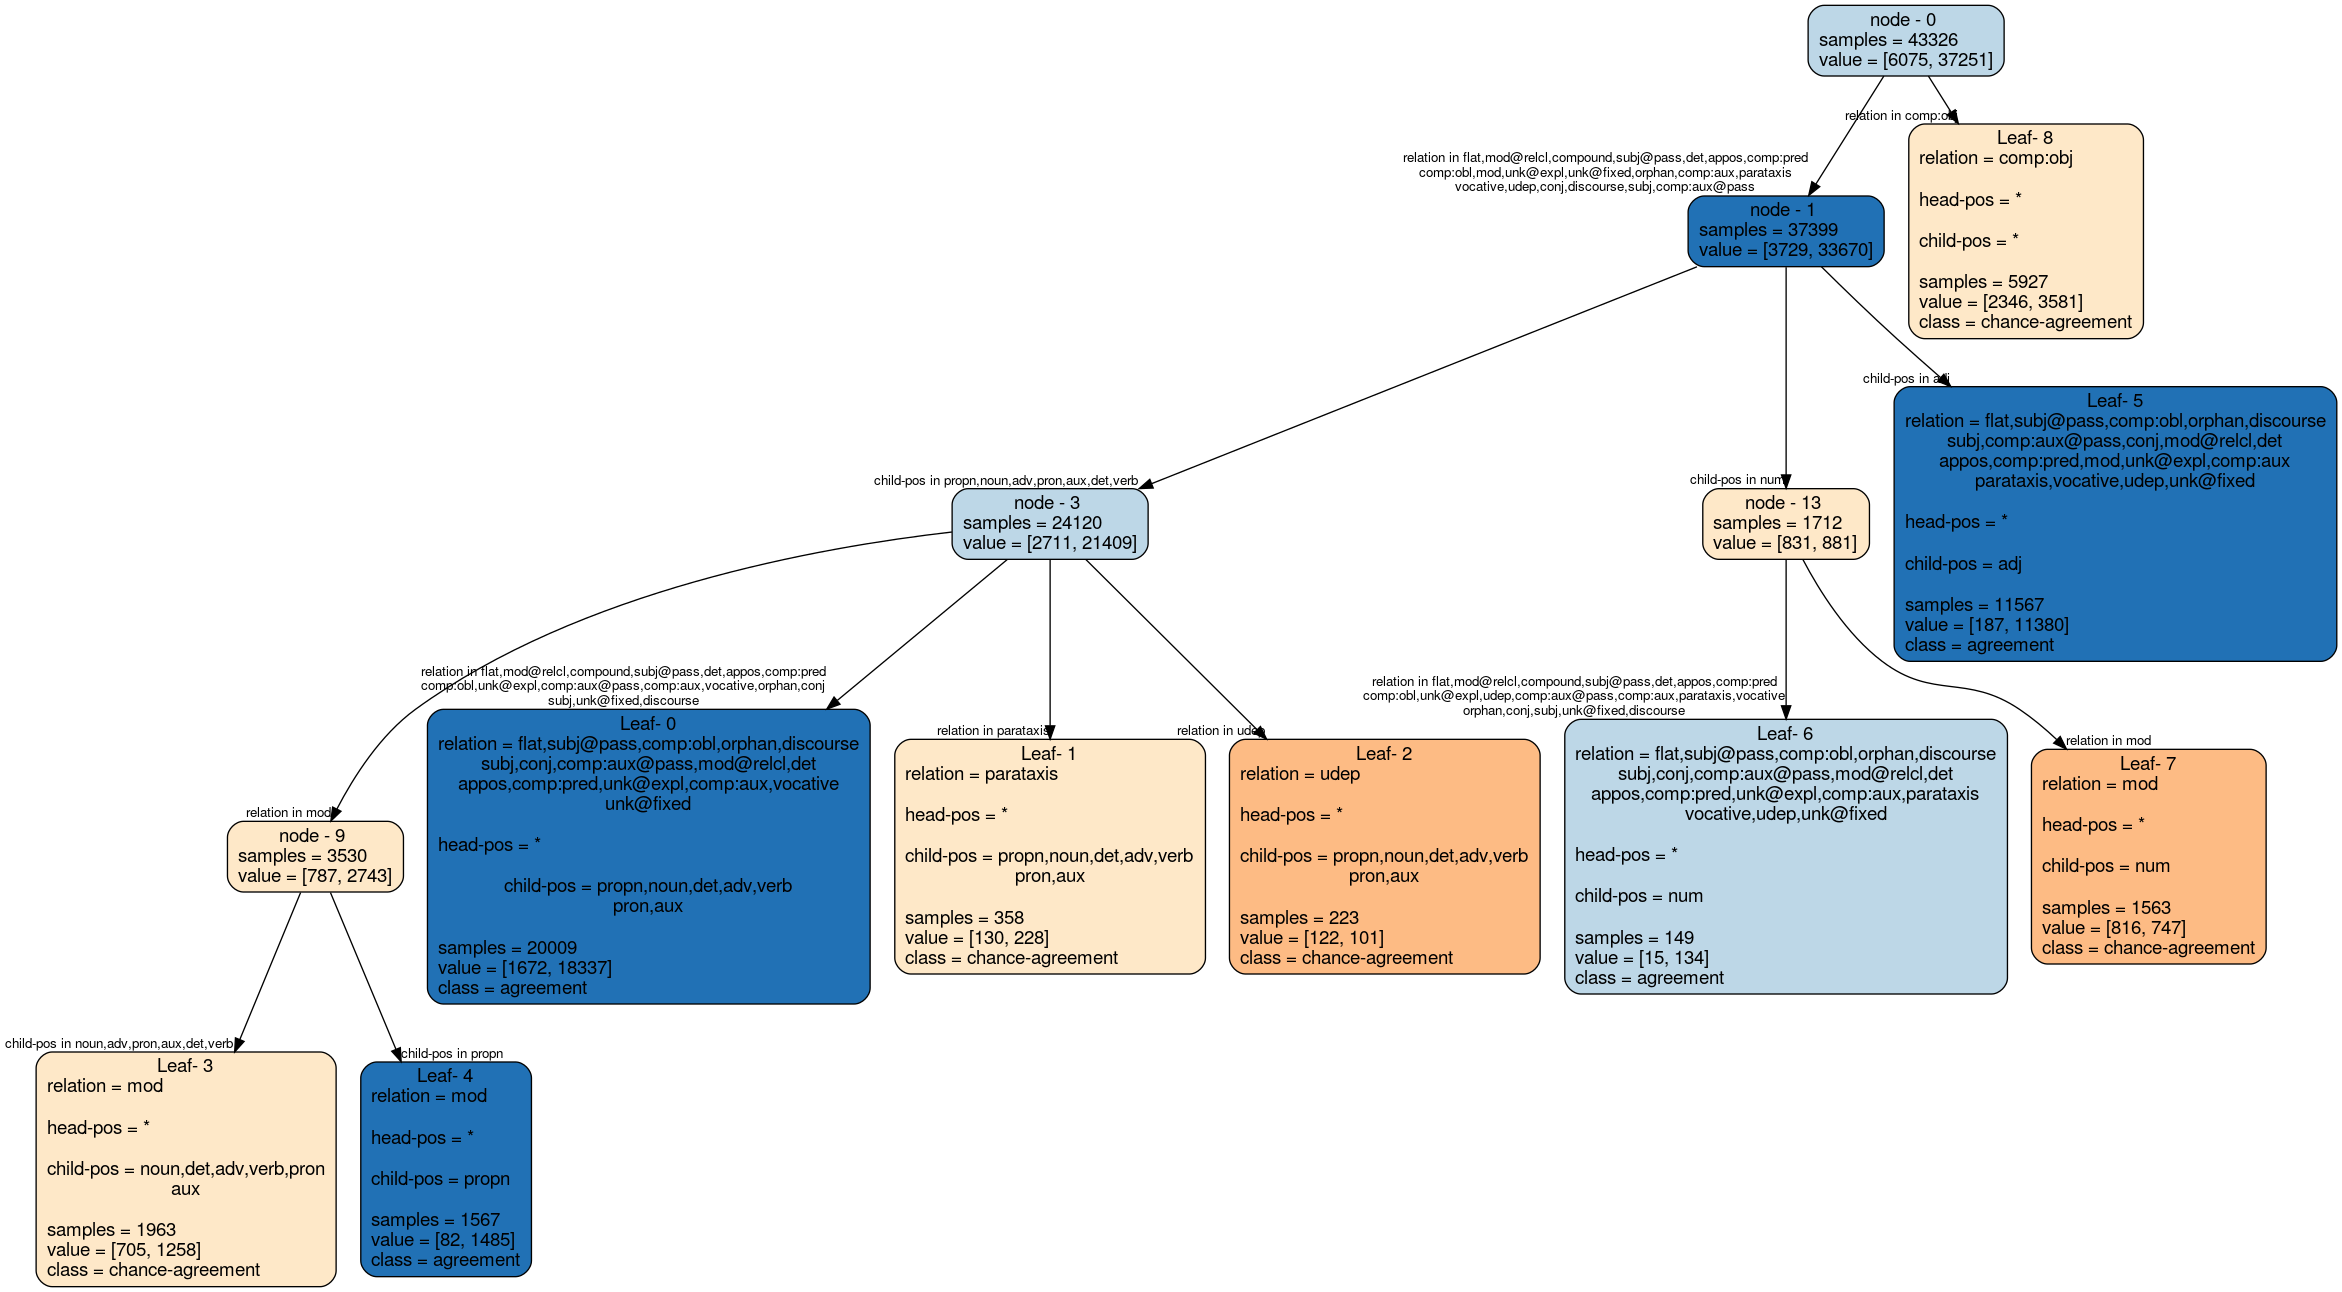 node - 0
samples = 43326
value = [6075, 37251]
relation in comp:obj
Leaf- 8
relation = comp:obj
head-pos = *
child-pos = *
samples = 5927
value = [2346, 3581]
class = chance-agreement
relation in flat,mod@relcl,compound,subj@pass,det,appos,comp:pred
comp:obl,mod,unk@expl,unk@fixed,orphan,comp:aux,parataxis
vocative,udep,conj,discourse,subj,comp:aux@pass
node - 1
samples = 37399
value = [3729, 33670]
child-pos in adj
Leaf- 5
relation = flat,subj@pass,comp:obl,orphan,discourse
subj,comp:aux@pass,conj,mod@relcl,det
appos,comp:pred,mod,unk@expl,comp:aux
parataxis,vocative,udep,unk@fixed
head-pos = *
child-pos = adj
samples = 11567
value = [187, 11380]
class = agreement
child-pos in propn,noun,adv,pron,aux,det,verb
node - 3
samples = 24120
value = [2711, 21409]
child-pos in num
node - 13
samples = 1712
value = [831, 881]
relation in flat,mod@relcl,compound,subj@pass,det,appos,comp:pred
comp:obl,unk@expl,comp:aux@pass,comp:aux,vocative,orphan,conj
subj,unk@fixed,discourse
Leaf- 0
relation = flat,subj@pass,comp:obl,orphan,discourse
subj,conj,comp:aux@pass,mod@relcl,det
appos,comp:pred,unk@expl,comp:aux,vocative
unk@fixed
head-pos = *
child-pos = propn,noun,det,adv,verb
pron,aux
samples = 20009
value = [1672, 18337]
class = agreement
relation in parataxis
Leaf- 1
relation = parataxis
head-pos = *
child-pos = propn,noun,det,adv,verb
pron,aux
samples = 358
value = [130, 228]
class = chance-agreement
relation in udep
Leaf- 2
relation = udep
head-pos = *
child-pos = propn,noun,det,adv,verb
pron,aux
samples = 223
value = [122, 101]
class = chance-agreement
relation in flat,mod@relcl,compound,subj@pass,det,appos,comp:pred
comp:obl,unk@expl,udep,comp:aux@pass,comp:aux,parataxis,vocative
orphan,conj,subj,unk@fixed,discourse
Leaf- 6
relation = flat,subj@pass,comp:obl,orphan,discourse
subj,conj,comp:aux@pass,mod@relcl,det
appos,comp:pred,unk@expl,comp:aux,parataxis
vocative,udep,unk@fixed
head-pos = *
child-pos = num
samples = 149
value = [15, 134]
class = agreement
relation in mod
Leaf- 7
relation = mod
head-pos = *
child-pos = num
samples = 1563
value = [816, 747]
class = chance-agreement
relation in mod
node - 9
samples = 3530
value = [787, 2743]
child-pos in noun,adv,pron,aux,det,verb
Leaf- 3
relation = mod
head-pos = *
child-pos = noun,det,adv,verb,pron
aux
samples = 1963
value = [705, 1258]
class = chance-agreement
child-pos in propn
Leaf- 4
relation = mod
head-pos = *
child-pos = propn
samples = 1567
value = [82, 1485]
class = agreement